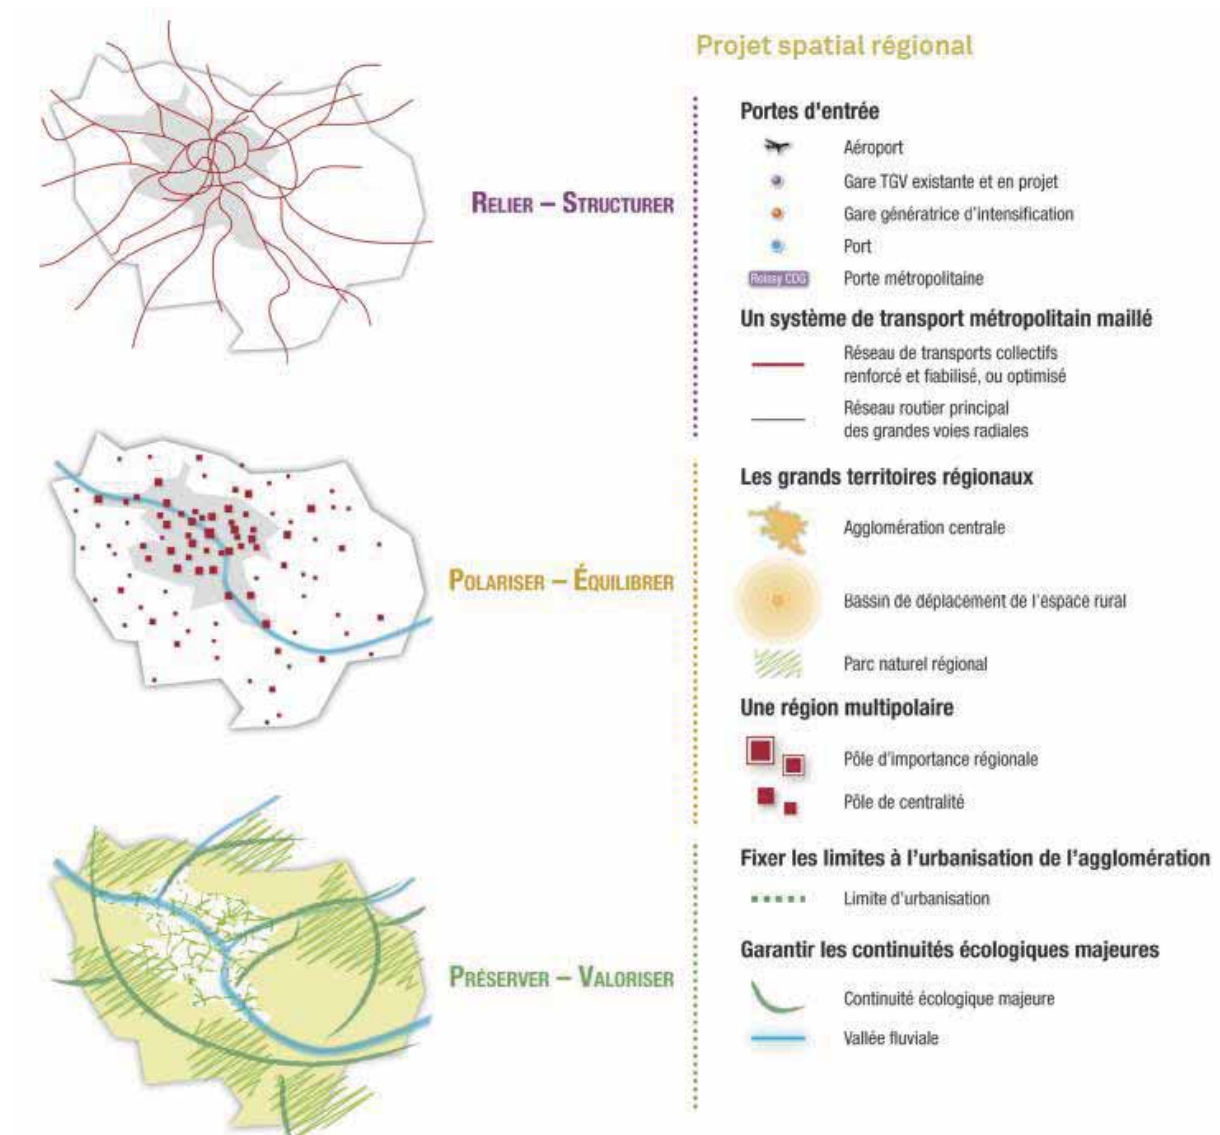 Projet spatial régional
RELIER – STRUCTURER
Portes d'entrée
Aéroport
Gare TGV existante et en projet
Gare génératrice d'intensification
Port
Roissy CDG
Porte métropolitaine
Un système de transport métropolitain maillé
Réseau de transports collectifs
renforcé et fiabilisé, ou optimisé
Réseau routier principal
des grandes voies radiales
POLARISER – ÉQUILIBRER
Les grands territoires régionaux
Agglomération centrale
Bassin de déplacement de l'espace rural
Parc naturel régional
Une région multipolaire
Pôle d'importance régionale
Pôle de centralité
PRÉSERVER – VALORISER
Fixer les limites à l'urbanisation de l'agglomération
Limite d'urbanisation
Garantir les continuités écologiques majeures
Continuité écologique majeure
Vallée fluviale